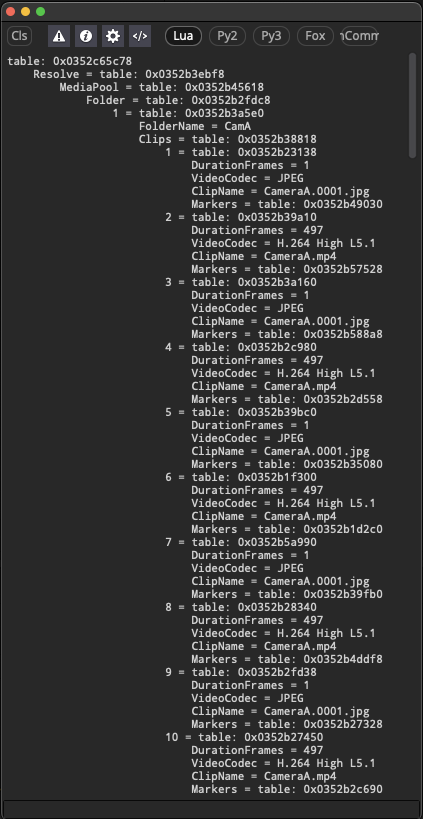 Cls
Lua
Py2
Py3
Fox
table: 0x0352c65c78
Resolve = table: 0x0352b3ebf8
MediaPool = table: 0x0352b45618
Folder = table: 0x0352b2fdc8
1 = table: 0x0352b3a5e0
FolderName = CamA
Clips = table: 0x0352b38818
1 = table: 0x0352b23138
DurationFrames = 1
VideoCodec = JPEG
ClipName = CameraA.0001.jpg
Markers = table: 0x0352b49030
2 = table: 0x0352b39a10
DurationFrames = 497
VideoCodec = H.264 High L5.1
ClipName = CameraA.mp4
Markers = table: 0x0352b57528
3 = table: 0x0352b3a160
DurationFrames = 1
VideoCodec = JPEG
ClipName = CameraA.0001.jpg
Markers = table: 0x0352b588a8
4 = table: 0x0352b2c980
DurationFrames = 497
VideoCodec = H.264 High L5.1
ClipName = CameraA.mp4
Markers = table: 0x0352b2d558
5 = table: 0x0352b39bc0
DurationFrames = 1
VideoCodec = JPEG
ClipName = CameraA.0001.jpg
Markers = table: 0x0352b35080
6 = table: 0x0352b1f300
DurationFrames = 497
VideoCodec = H.264 High L5.1
ClipName = CameraA.mp4
Markers = table: 0x0352b1d2c0
7 = table: 0x0352b5a990
DurationFrames = 1
VideoCodec = JPEG
ClipName = CameraA.0001.jpg
Markers = table: 0x0352b39fb0
8 = table: 0x0352b28340
DurationFrames = 497
VideoCodec = H.264 High L5.1
ClipName = CameraA.mp4
Markers = table: 0x0352b4ddf8
9 = table: 0x0352b2fd38
DurationFrames = 1
VideoCodec = JPEG
ClipName = CameraA.0001.jpg
Markers = table: 0x0352b27328
10 = table: 0x0352b27450
DurationFrames = 497
VideoCodec = H.264 High L5.1
ClipName = CameraA.mp4
Markers = table: 0x0352b2c690